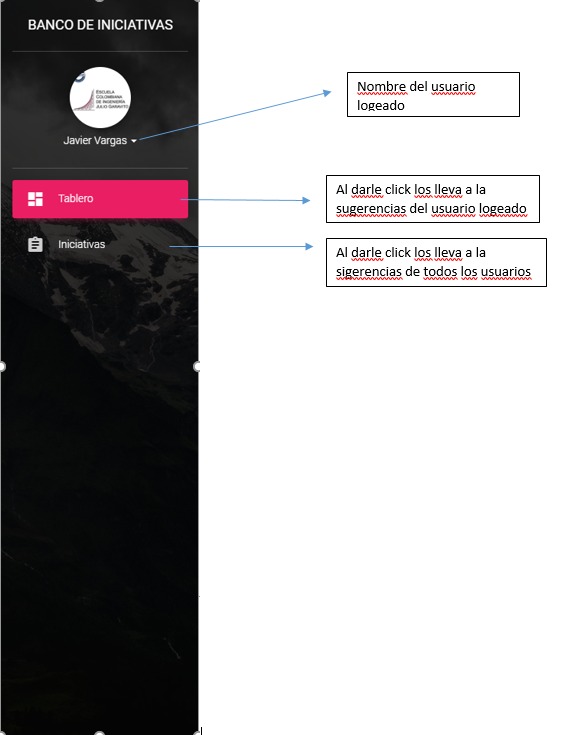 BANCO DE INICIATIVAS
ESCUELA
COLOMBIANA
DE INGENIERÍA
JULIO GARAVITO
Javier Vargas
Nombre del usuario
logeado
Tablero
Al darle click los lleva a la
sugerencias del usuario logeado
Iniciativas
Al darle click los lleva a la
sigerencias de todos los usuarios